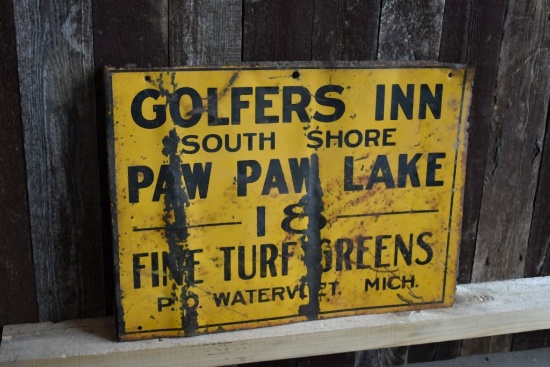 GOLFERS INN
SOUTH SHORE
PAW PAW LAKE
18
FINE TURF GREENS
P.O. WATERVLIET MICH.